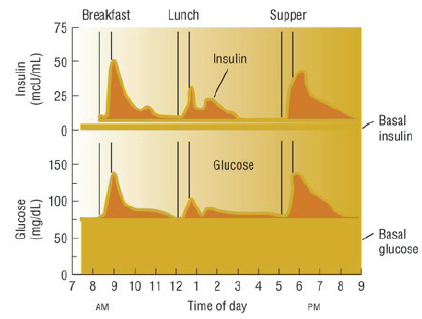 Breakfast Lunch Supper
75
50
25
0
Insulin
(mcU/mL)
Insulin
Basal
insulin
150
100
50
0
Glucose
(mg/dL)
Glucose
Basal
glucose
7 8 9 10 11 12 1 2 3 4 5 6 7 8 9
AM Time of day PM